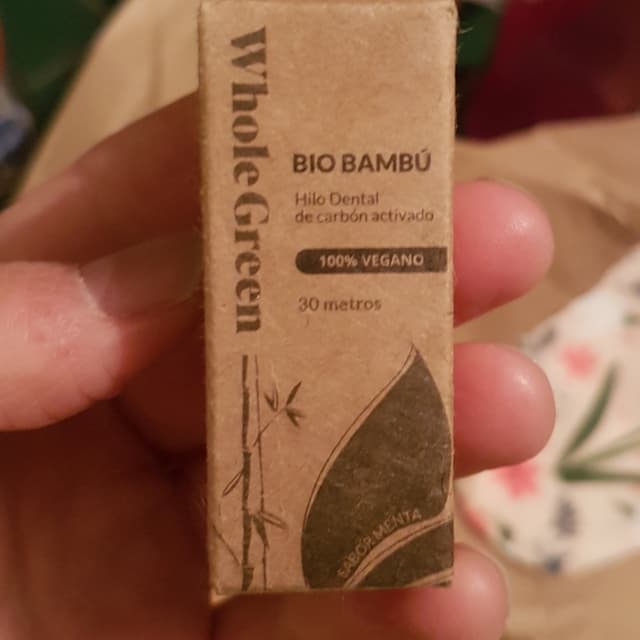 WholeGreen
BIO BAMBÚ
Hilo Dental
de carbón activado
100% VEGANO
30 metros
SABOR MENTA